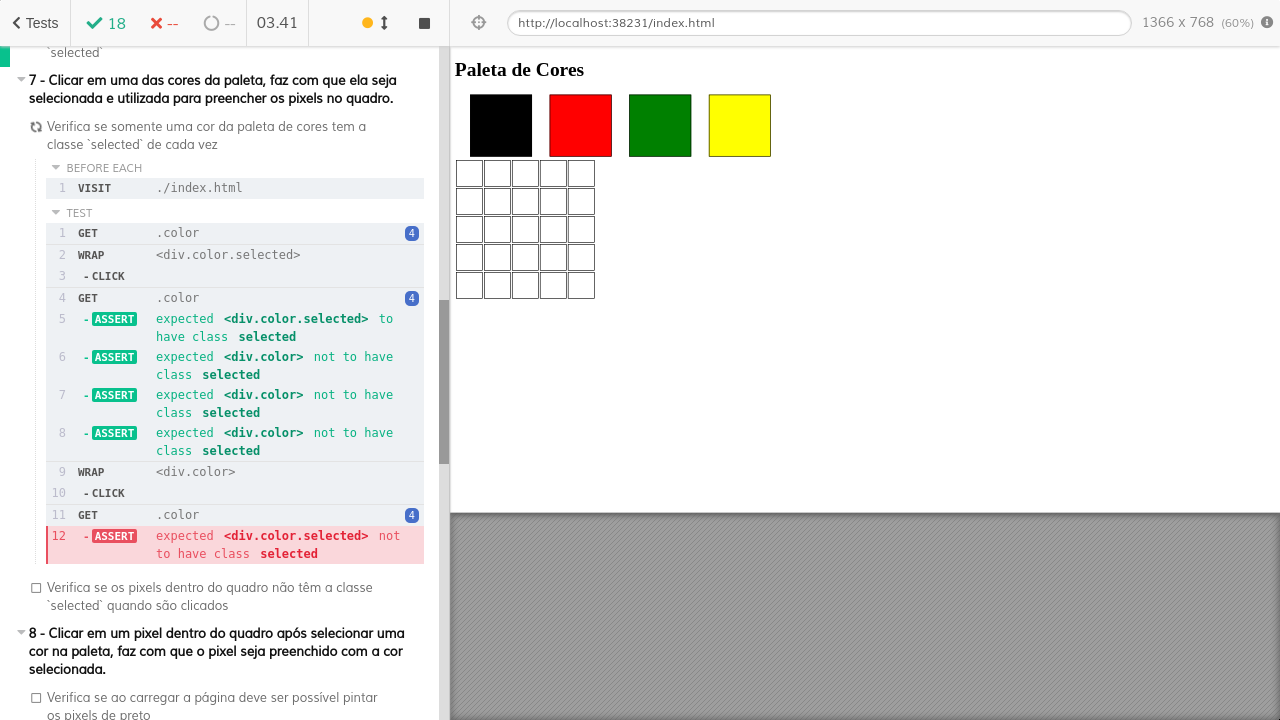 Tests
18
--
--
03.41
http://localhost:38231/index.html
1366 x 768 (60%)
`selected`
7 - Clicar em uma das cores da paleta, faz com que ela seja
selecionada e utilizada para preencher os pixels no quadro.
Verifica se somente uma cor da paleta de cores tem a
classe `selected` de cada vez
BEFORE EACH
1 VISIT ./index.html
TEST
1 GET .color 4
2 WRAP <div.color.selected>
3 - CLICK
4 GET .color 4
5 - ASSERT expected <div.color.selected> to
have class selected
6 - ASSERT expected <div.color> not to have
class selected
7 - ASSERT expected <div.color> not to have
class selected
8 - ASSERT expected <div.color> not to have
class selected
9 WRAP <div.color>
10 - CLICK
11 GET .color 4
12 - ASSERT expected <div.color.selected> not
to have class selected
Verifica se os pixels dentro do quadro não têm a classe
`selected` quando são clicados
8 - Clicar em um pixel dentro do quadro após selecionar uma
cor na paleta, faz com que o pixel seja preenchido com a cor
selecionada.
Verifica se ao carregar a página deve ser possível pintar
os pixels de preto
Paleta de Cores